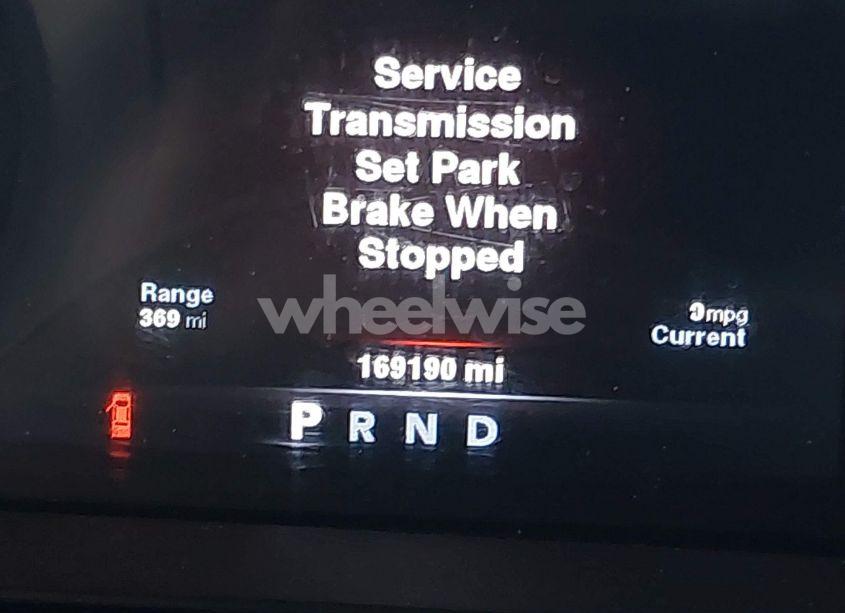 Service
Transmission
Set Park
Brake When
Stopped
Range
369 mi
wheelwise
0mpg
Current
169190 mi
P R N D